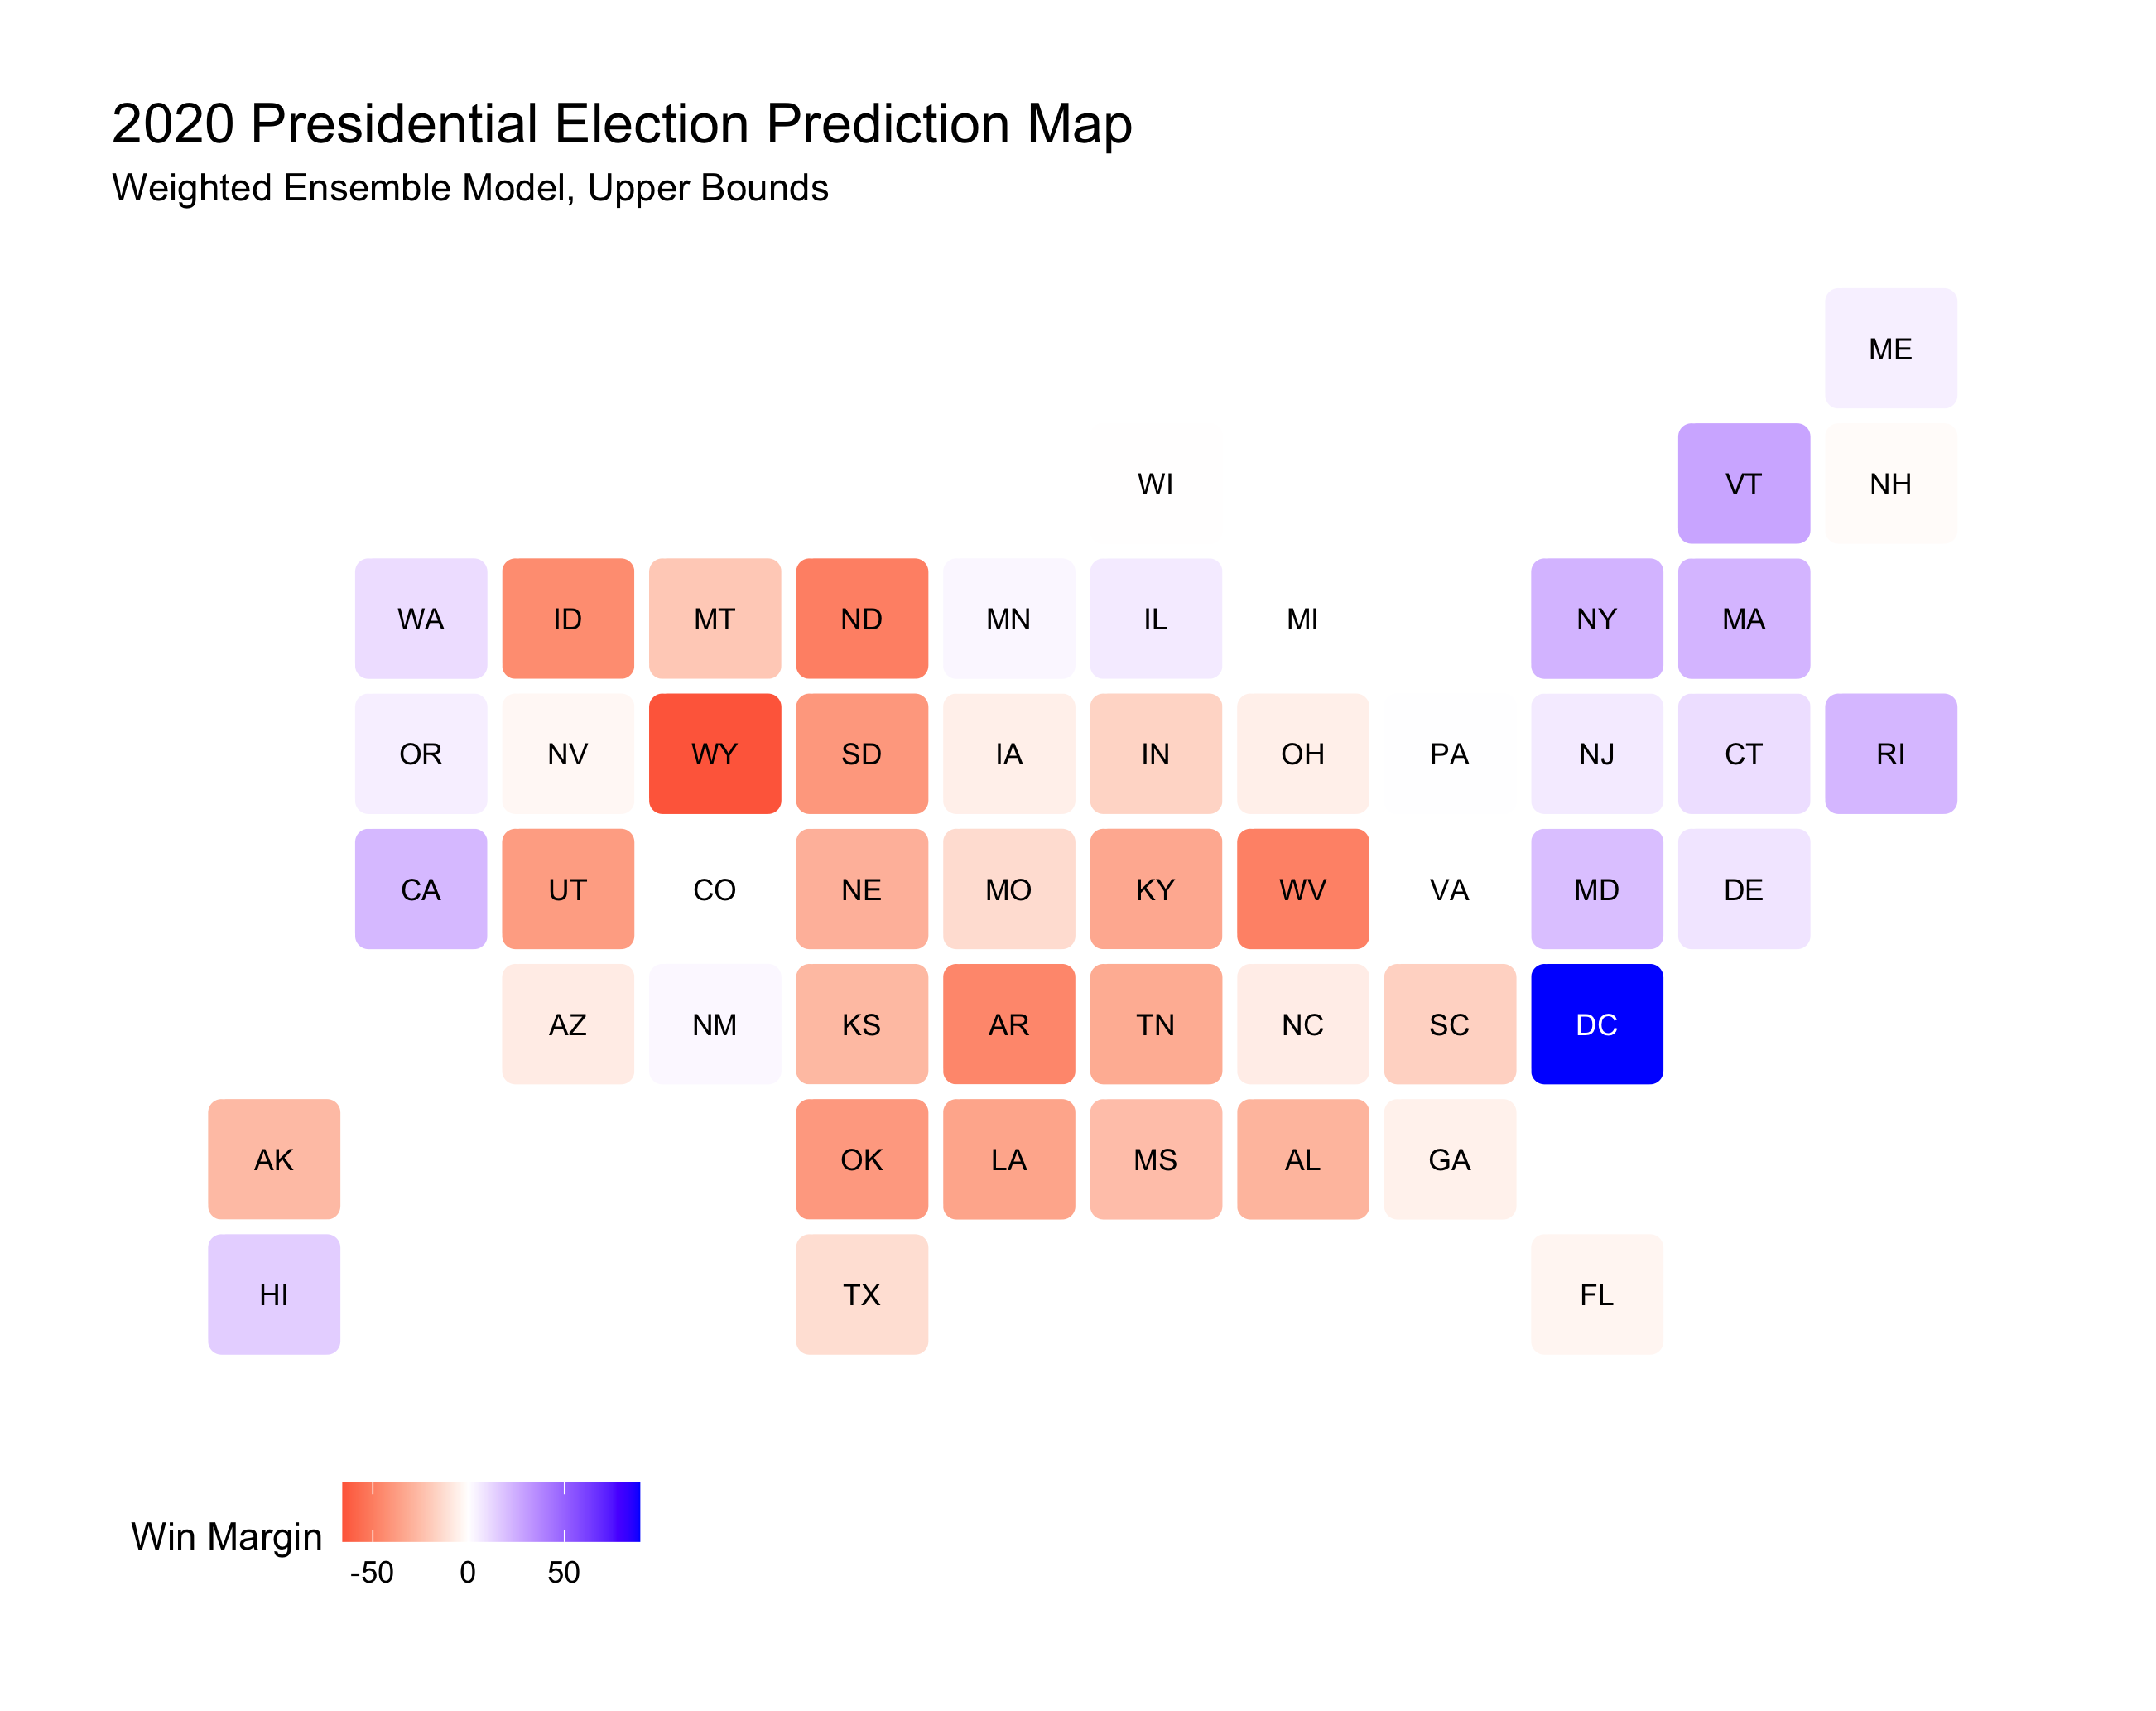 2020 Presidential Election Prediction Map
Weighted Ensemble Model, Upper Bounds
ME
WI VT NH
WA ID MT ND MN IL MI NY MA
OR NV WY SD IA IN OH PA NJ CT RI
CA UT CO NE MO KY WV VA MD DE
AZ NM KS AR TN NC SC DC
AK OK LA MS AL GA
HI TX FL
Win Margin
-50 0 50